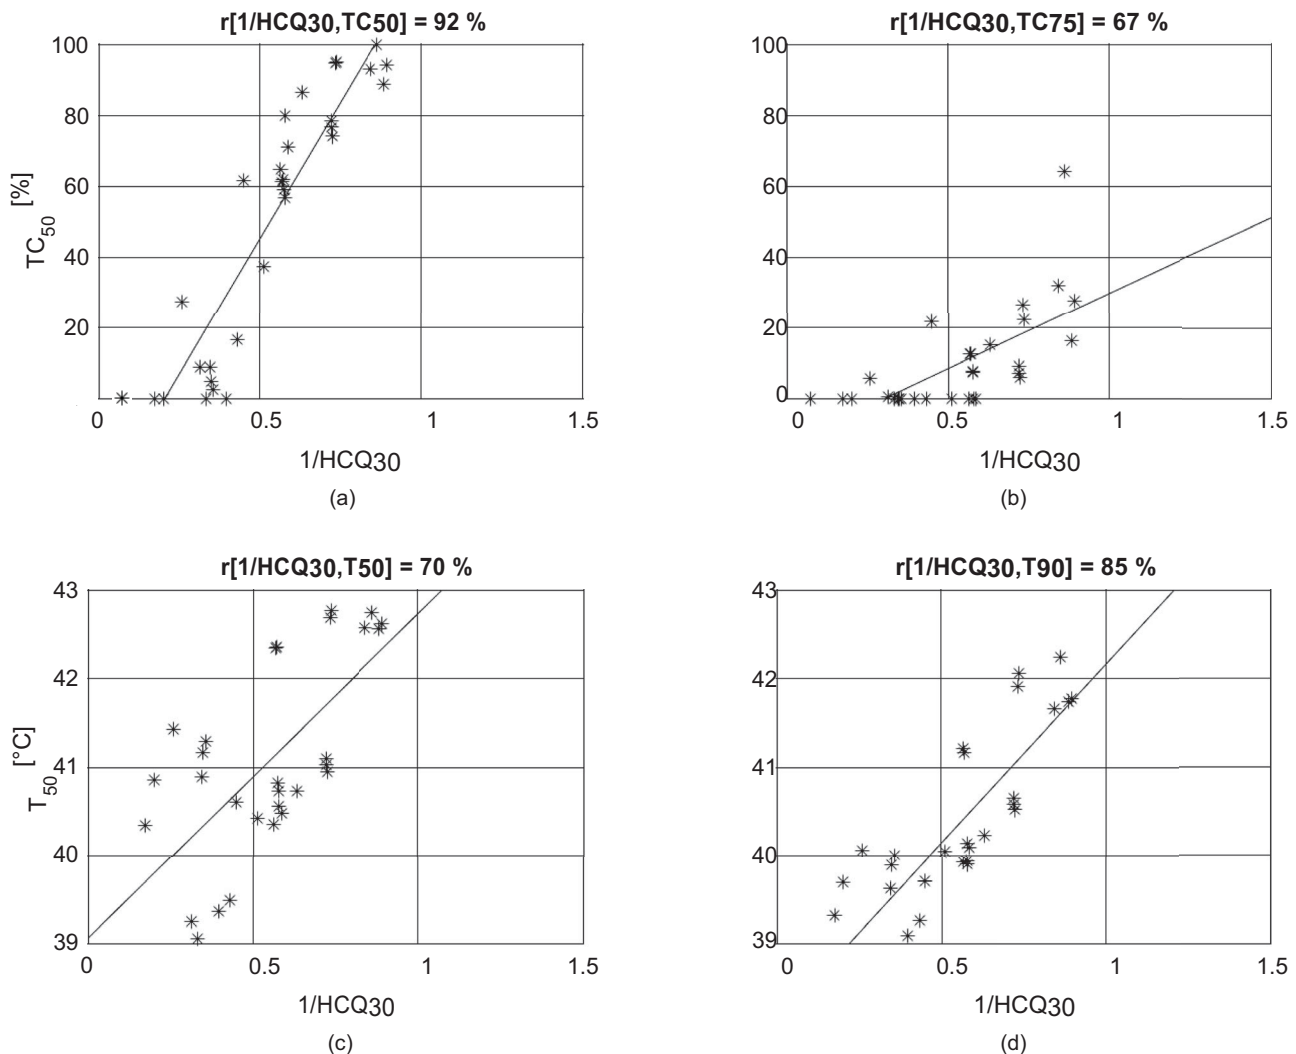 r[1/HCQ30,TC50] = 92 %
100
80
60
40
20
0
0.5
1
1.5
TC50 [%]
1/HCQ30
(a)
r[1/HCQ30,TC75] = 67 %
100
80
60
40
20
0
0
0.5
1
1.5
1/HCQ30
(b)
r[1/HCQ30,T50] = 70 %
43
42
41
40
39
0
0.5
1
1.5
T50 [°C]
1/HCQ30
(c)
r[1/HCQ30,T90] = 85 %
43
42
41
40
39
0
0.5
1
1.5
1/HCQ30
(d)